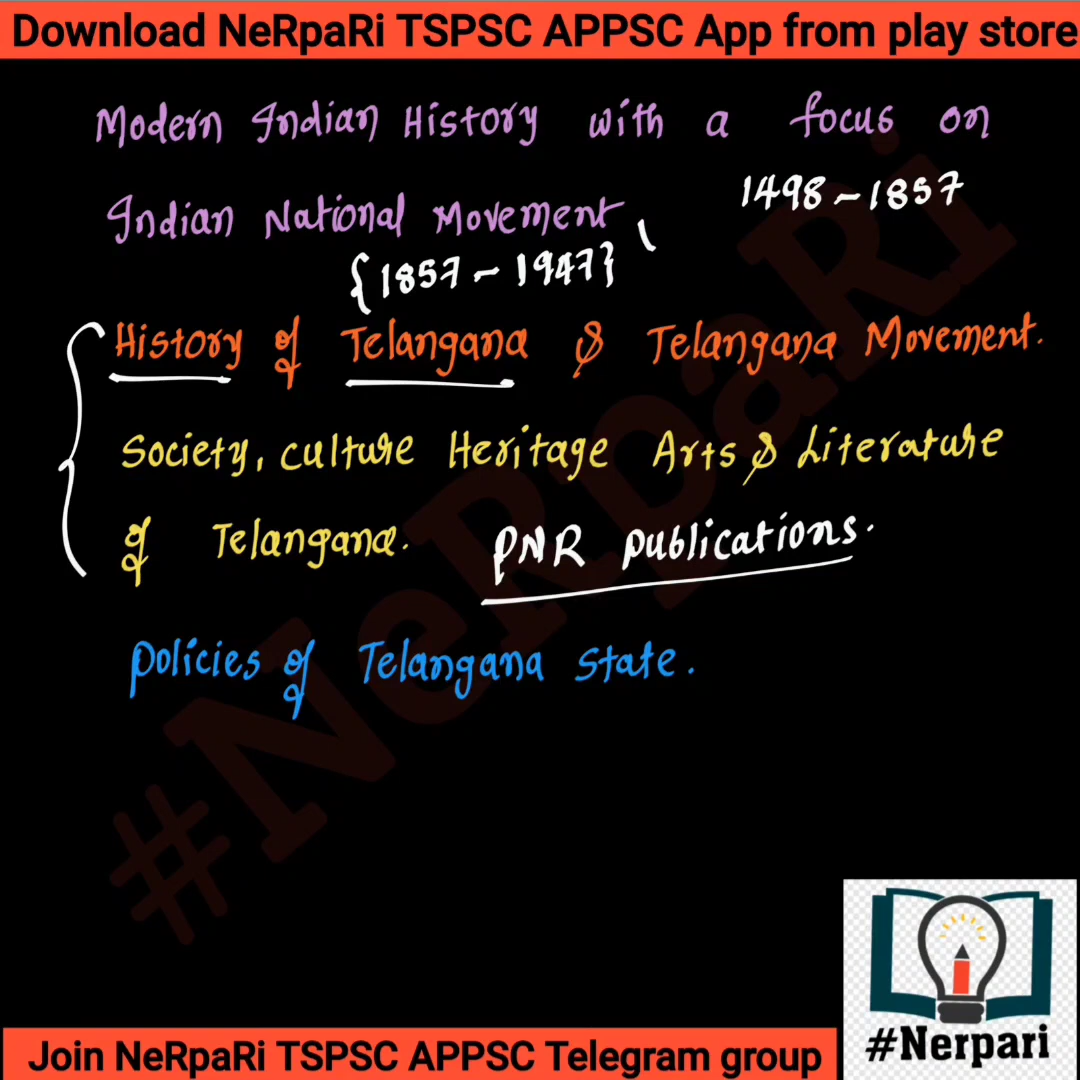 Download NeRpaRi TSPSC APPSC App from play store
Modern Indian History with a focus on
1498 - 1857
Indian National Movement
{1857 - 1947}
History of Telangana & Telangana Movement.
Society, culture Heritage Arts & Literature
of Telangana. PNR publications.
policies of Telangana state.
#NeRpaRi
#Nerpari
Join NeRpaRi TSPSC APPSC Telegram group